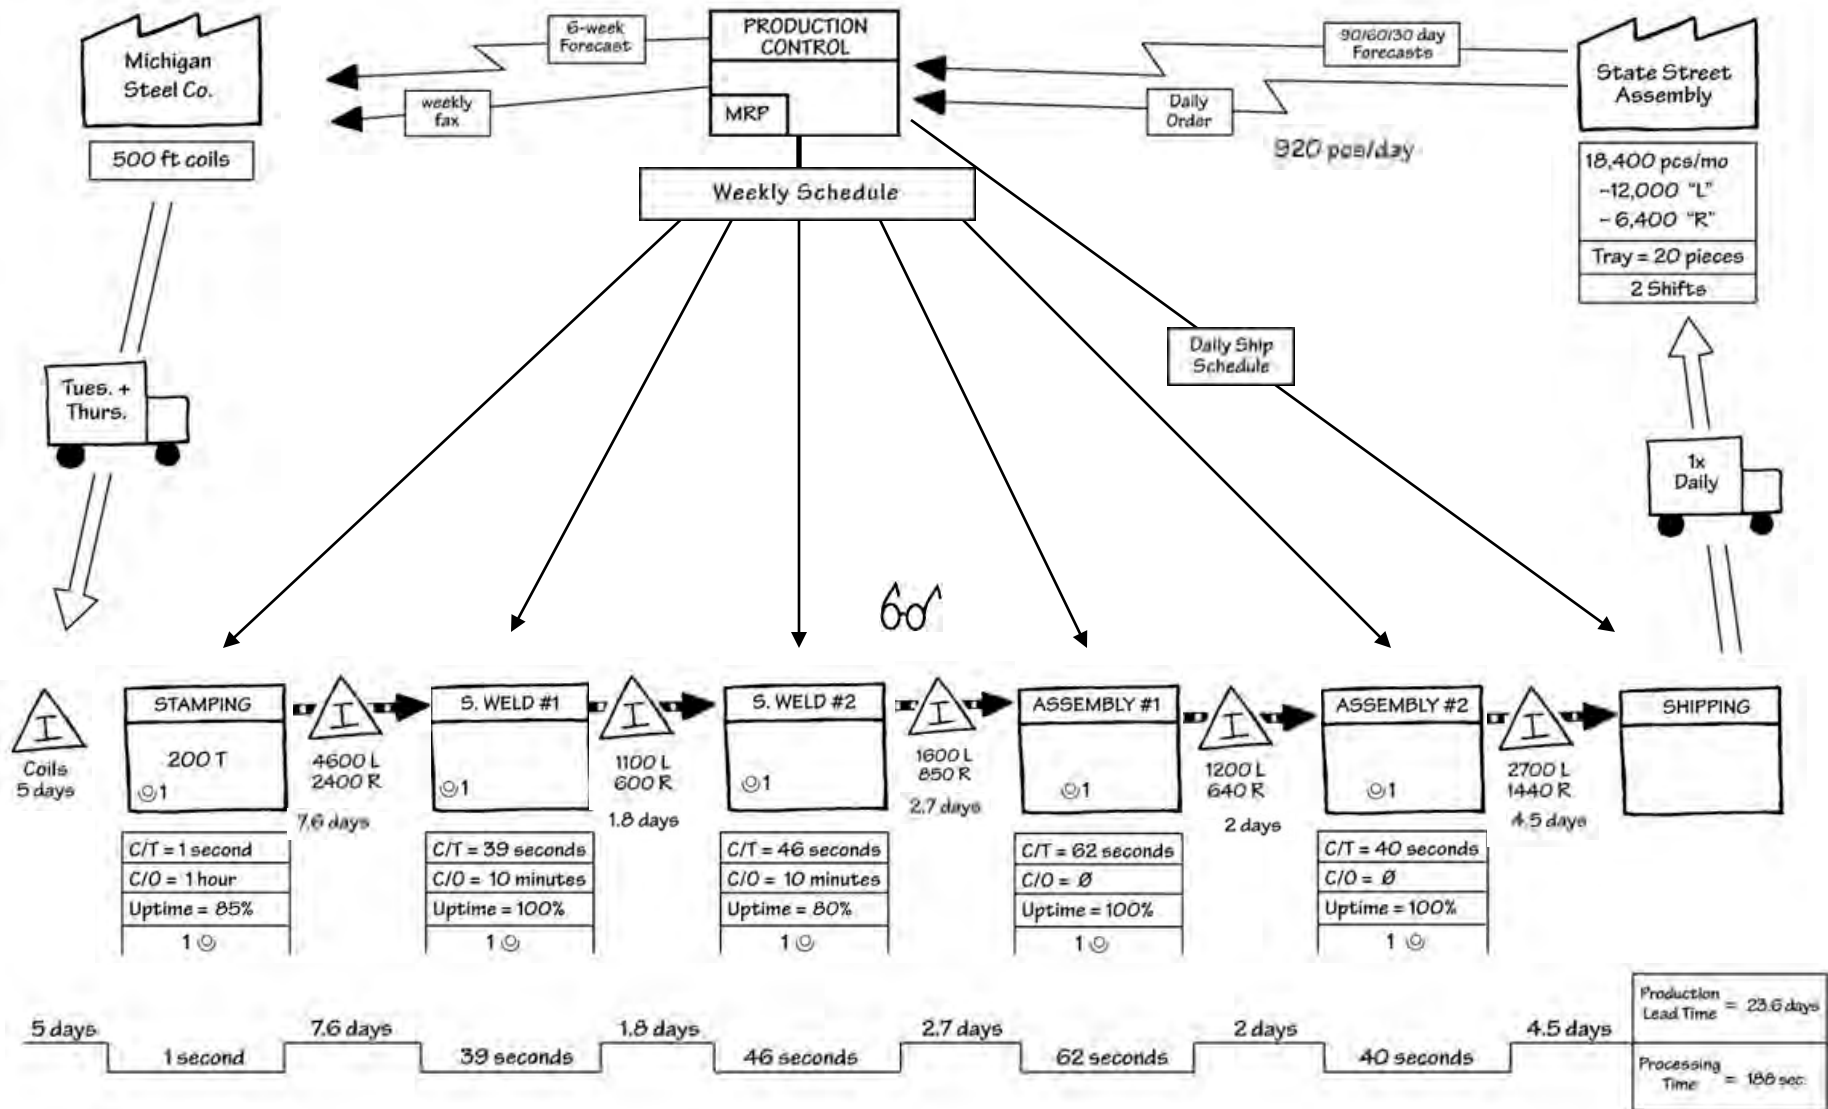 Michigan
Steel Co.
500 ft coils
Tues. +
Thurs.
6-week
Forecast
weekly
fax
PRODUCTION
CONTROL
MRP
Weekly Schedule
90/60/30 day
Forecasts
Daily
Order
920 pcs/day
State Street
Assembly
18,400 pcs/mo
-12,000 "L"
- 6,400 "R"
Tray = 20 pieces
2 Shifts
Daily Ship
Schedule
1x
Daily
I
Coils
5 days
STAMPING
200 T
1
C/T = 1 second
C/O = 1 hour
Uptime = 85%
1
I
4600 L
2400 R
7.6 days
S. WELD #1
1
C/T = 39 seconds
C/O = 10 minutes
Uptime = 100%
1
I
1100 L
600 R
1.8 days
S. WELD #2
1
C/T = 46 seconds
C/O = 10 minutes
Uptime = 80%
1
I
1600 L
850 R
2.7 days
ASSEMBLY #1
1
C/T = 62 seconds
C/O = Ø
Uptime = 100%
1
I
1200 L
640 R
2 days
ASSEMBLY #2
1
C/T = 40 seconds
C/O = Ø
Uptime = 100%
1
I
2700 L
1440 R
4.5 days
SHIPPING
5 days
1 second
7.6 days
39 seconds
1.8 days
46 seconds
2.7 days
62 seconds
2 days
40 seconds
4.5 days
Production
Lead Time = 23.6 days
Processing
Time = 188 sec.